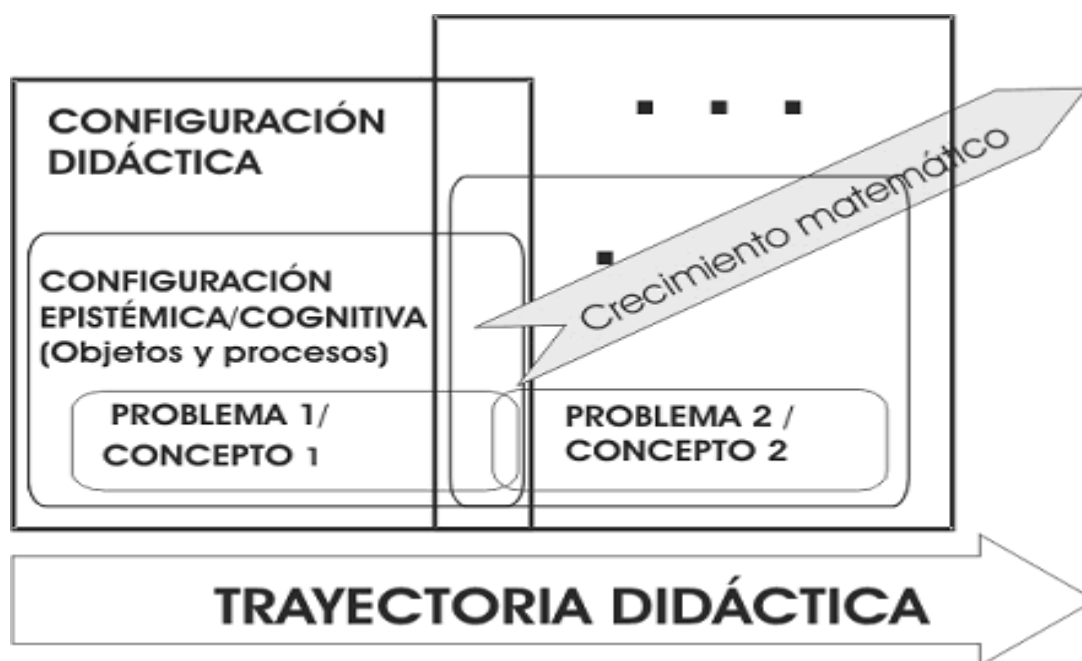 CONFIGURACIÓN
DIDÁCTICA
CONFIGURACIÓN
EPISTÉMICA/COGNITIVA
(Objetos y procesos)
PROBLEMA 1/
CONCEPTO 1
PROBLEMA 2 /
CONCEPTO 2
Crecimiento matemático
TRAYECTORIA DIDÁCTICA